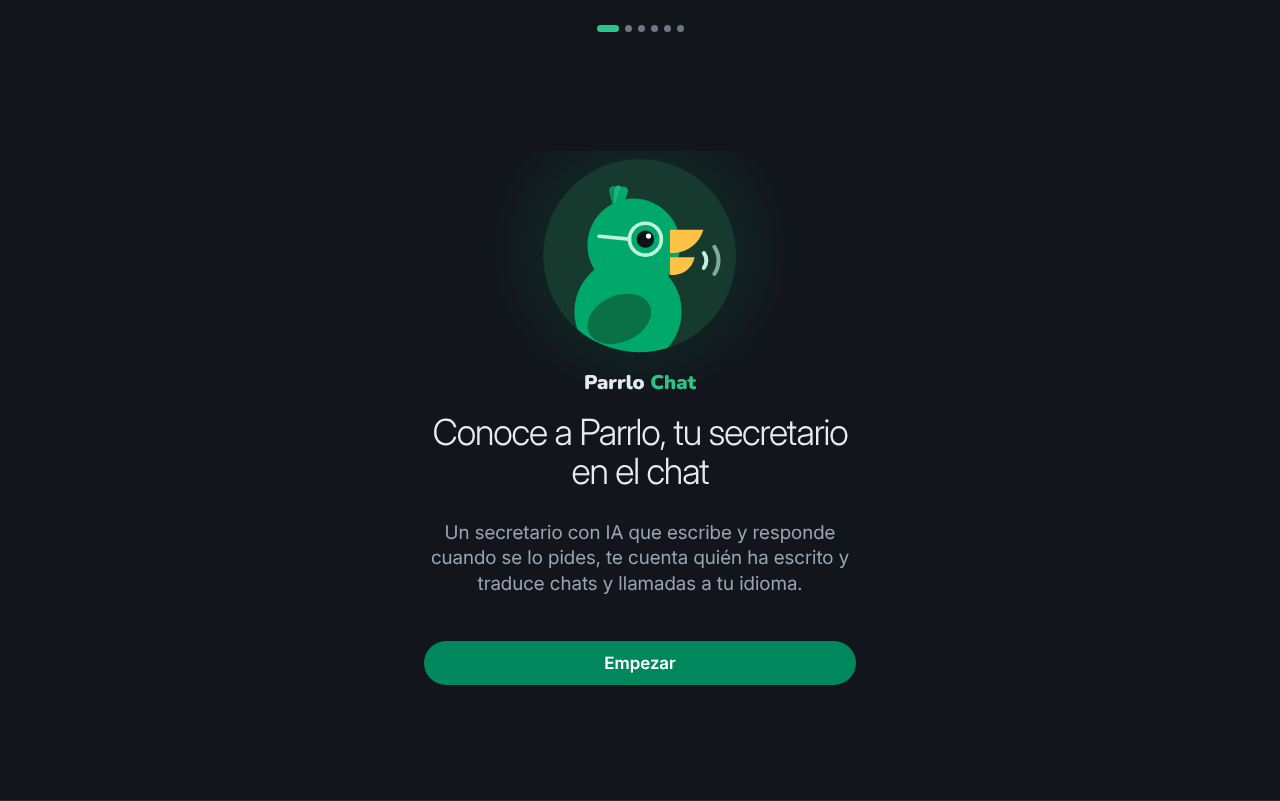 Parrlo Chat
Conoce a Parrlo, tu secretario
en el chat
Un secretario con IA que escribe y responde
cuando se lo pides, te cuenta quién ha escrito y
traduce chats y llamadas a tu idioma.
Empezar